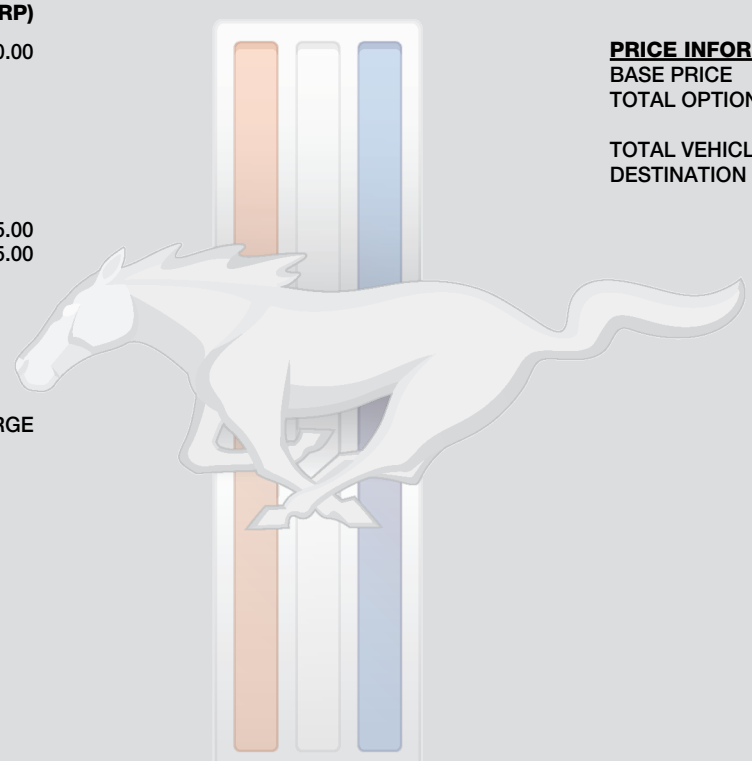 RP)
0.00
5.00
5.00
RGE
PRICE INFOR
BASE PRICE
TOTAL OPTION
TOTAL VEHICL
DESTINATION